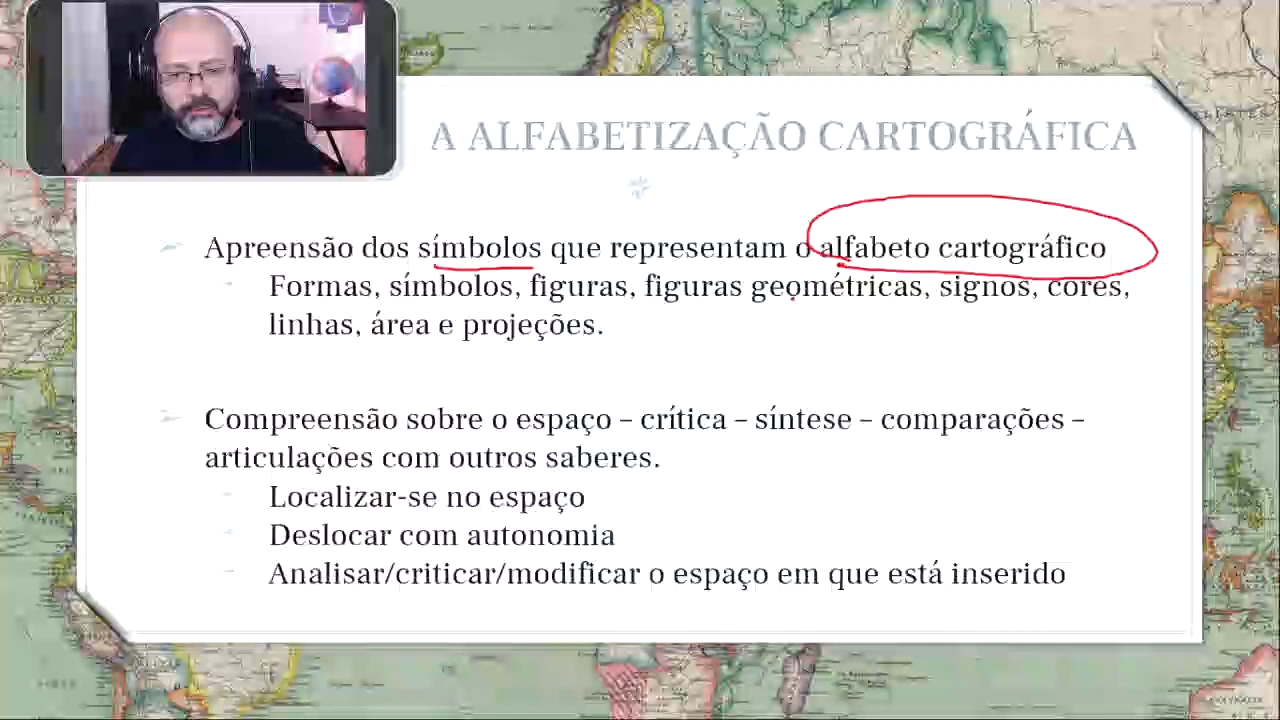 A ALFABETIZAÇÃO CARTOGRÁFICA
Apreensão dos símbolos que representam o alfabeto cartográfico
Formas, símbolos, figuras, figuras geométricas, signos, cores,
linhas, área e projeções.
Compreensão sobre o espaço – crítica – síntese – comparações –
articulações com outros saberes.
Localizar-se no espaço
Deslocar com autonomia
Analisar/criticar/modificar o espaço em que está inserido